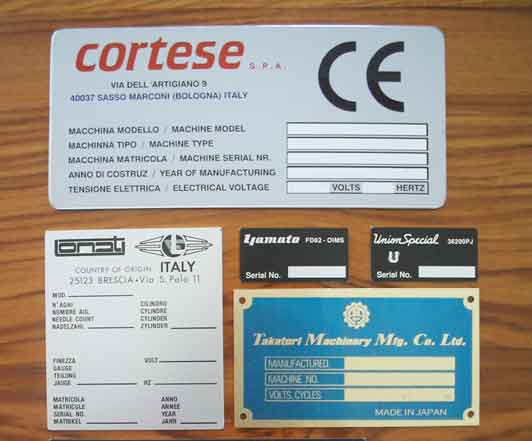 cortese S.P.A.
VIA DELL'ARTIGIANO 9
40037 SASSO MARCONI (BOLOGNA) ITALY
CE
MACCHINA MODELLO / MACHINE MODEL
MACHINNA TIPO / MACHINE TYPE
MACCHINA MATRICOLA / MACHINE SERIAL NR.
ANNO DI COSTRUZ / YEAR OF MANUFACTURING
TENSIONE ELETTRICA / ELECTRICAL VOLTAGE VOLTS HERTZ
Lonati
COUNTRY OF ORIGIN ITALY
25123 BRESCIA - Via S. Polo 11
MOD.
N° AGHI CILINDRO
NOMBRE AIG. CYLINDRE
NEEDLE COUNT CYLINDER
NADELZAHL ZYLINDER
FINEZZA VOLT
GAUGE
TEILUNG
JAUGE HZ
MATRICOLA ANNO
MATRICULE ANNEE
SERIAL NO. YEAR
MATRIKEL JAHR
Yamato FD62-OIMS
Serial No.
Union Special 36200PJ
U
Serial No.
Takatori Machinery Mfg. Co. Ltd.
MANUFACTURED.
MACHINE NO.
VOLTS. CYCLES
MADE IN JAPAN